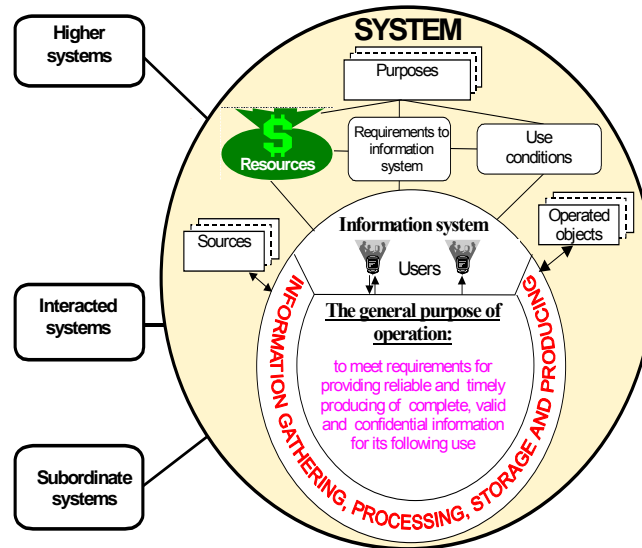 SYSTEM
Higher
systems
Purposes
$
Resources
Requirements to
information
system
Use
conditions
Sources
Information system
Operated
objects
Users
Interacted
systems
The general purpose of
operation:
to meet requirements for
providing reliable and timely
producing of complete, valid
and confidential information
for its following use
INFORMATION GATHERING, PROCESSING, STORAGE AND PRODUCING
Subordinate
systems